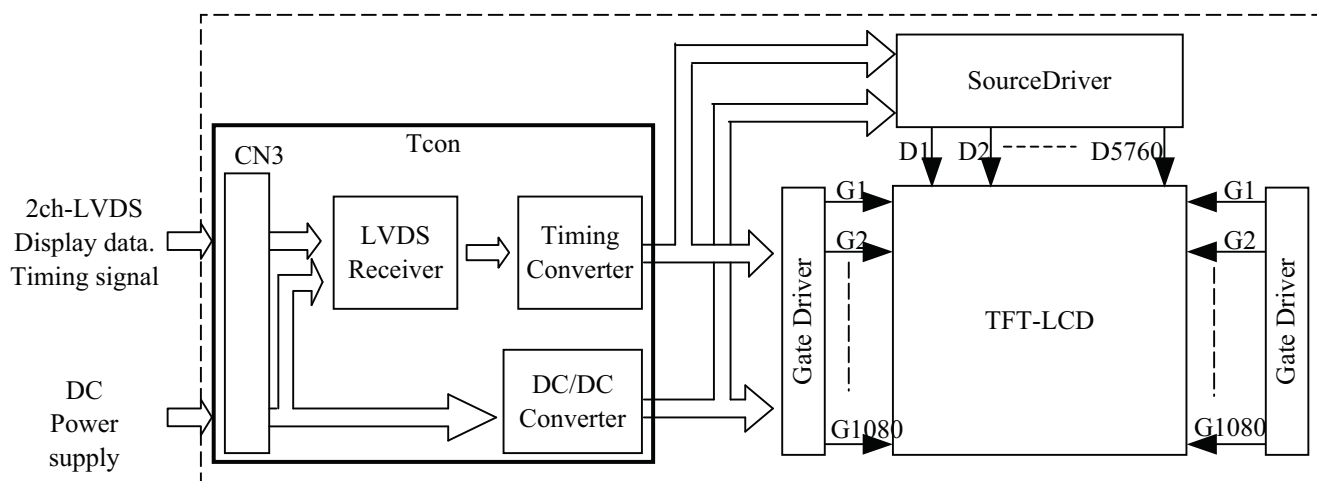 SourceDriver
Tcon
CN3
D1
D2
D5760
2ch-LVDS
Display data.
Timing signal
LVDS
Receiver
Timing
Converter
Gate Driver
G1
G2
G1080
TFT-LCD
G1
G2
G1080
Gate Driver
DC
Power
supply
DC/DC
Converter